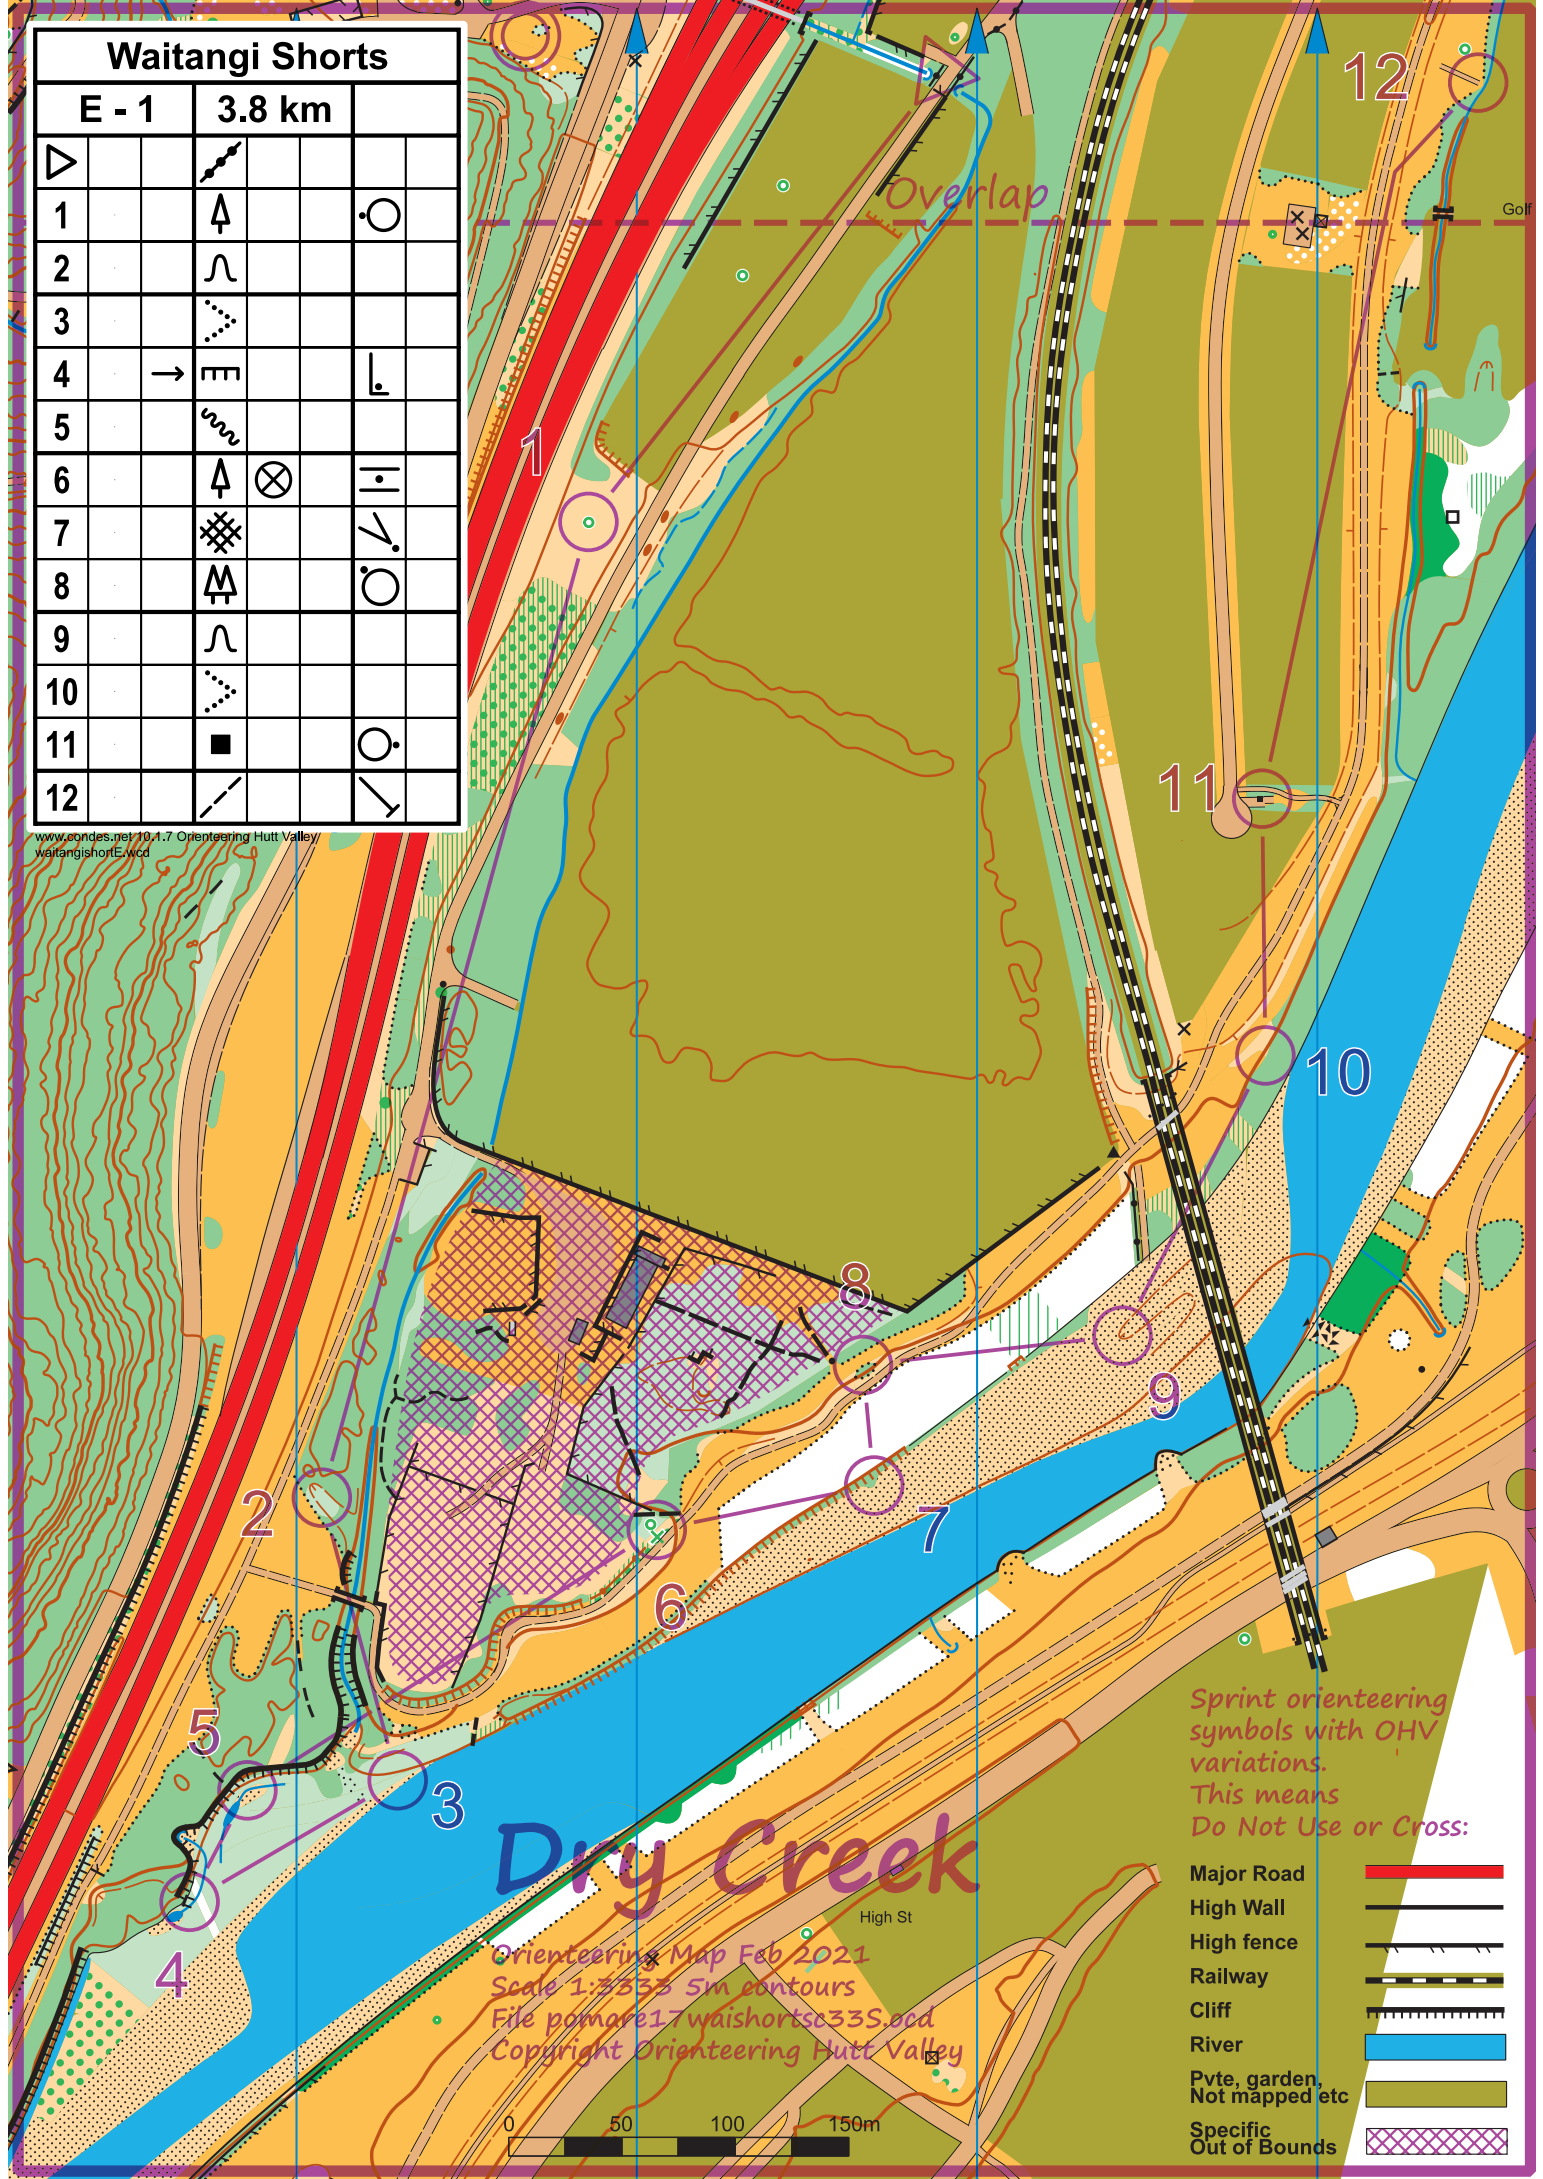 Waitangi Shorts
E - 1 3.8 km
1
2
3
4
5
6
7
8
9
10
11
12
www.condes.net 10.1.7 Orienteering Hutt Valley
waitangishortE.wcd
12
Overlap
Golf
1
11
10
8
9
2
7
6
5
3
4
Dry Creek
High St
Orienteering Map Feb 2021
Scale 1:3333 5m contours
File pomare17waishortsc33S.ocd
Copyright Orienteering Hutt Valley
0 50 100 150m
Sprint orienteering
symbols with OHV
variations.
This means
Do Not Use or Cross:
Major Road
High Wall
High fence
Railway
Cliff
River
Pvte, garden,
Not mapped etc
Specific
Out of Bounds